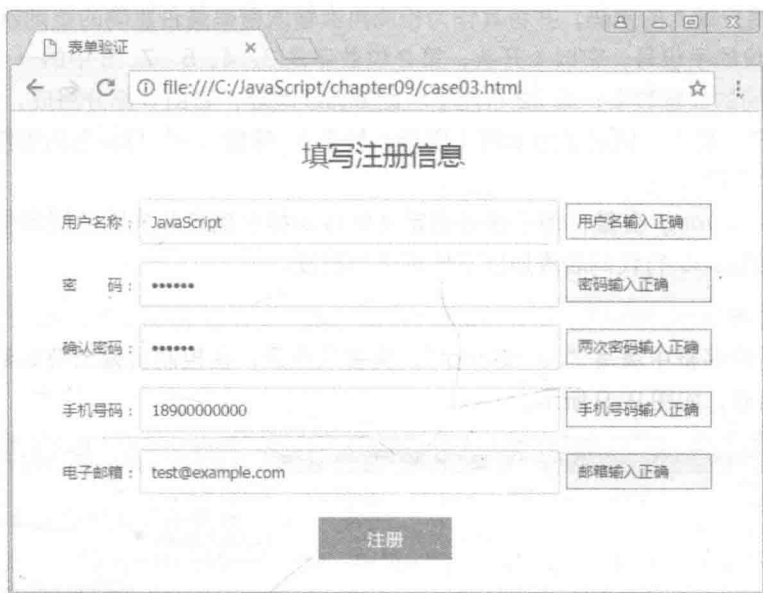 表单验证
file:///C:/JavaScript/chapter09/case03.html
填写注册信息
用户名称： JavaScript 用户名输入正确
密 码： •••••• 密码输入正确
确认密码： •••••• 两次密码输入正确
手机号码： 18900000000 手机号码输入正确
电子邮箱： test@example.com 邮箱输入正确
注册